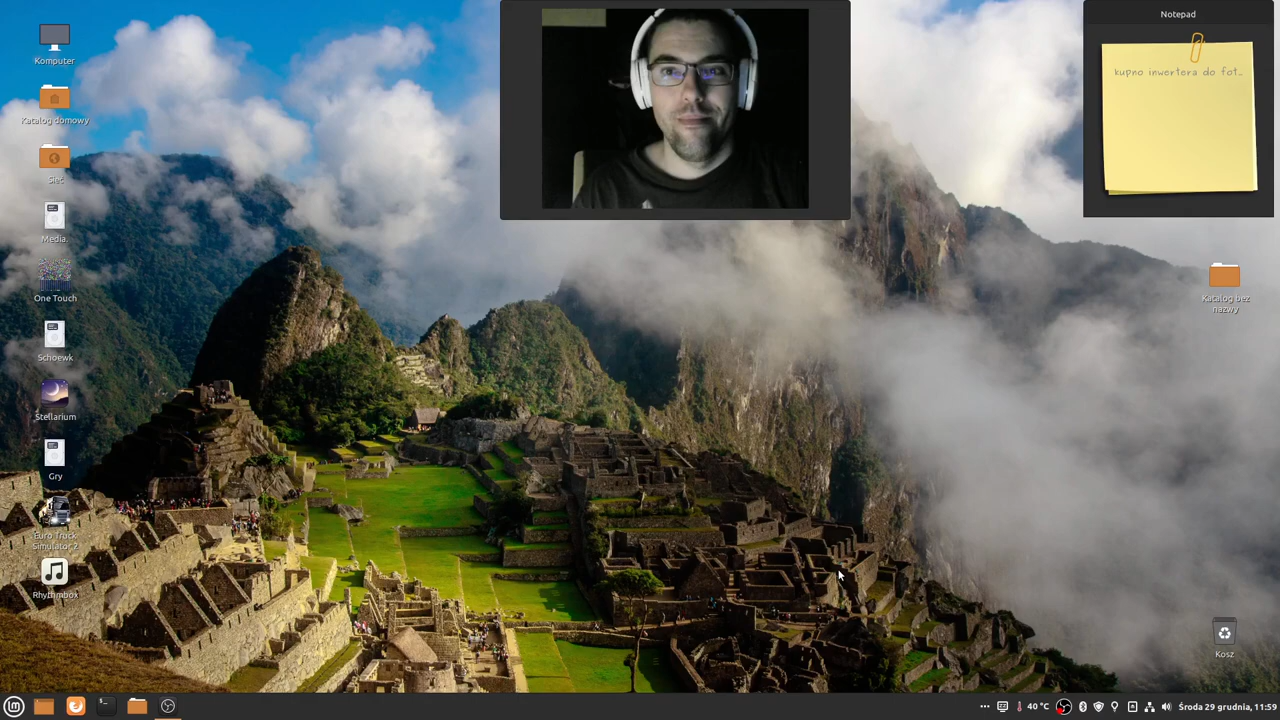 Komputer
Katalog domowy
Sieć
Media.
One Touch
Schoewk
Stellarium
Gry
Euro Truck
Simulator 2
Rhythmbox
Notepad
kupno inwertera do fot...
Katalog bez
nazwy
Kosz
40 °C
Środa 29 grudnia, 11:59